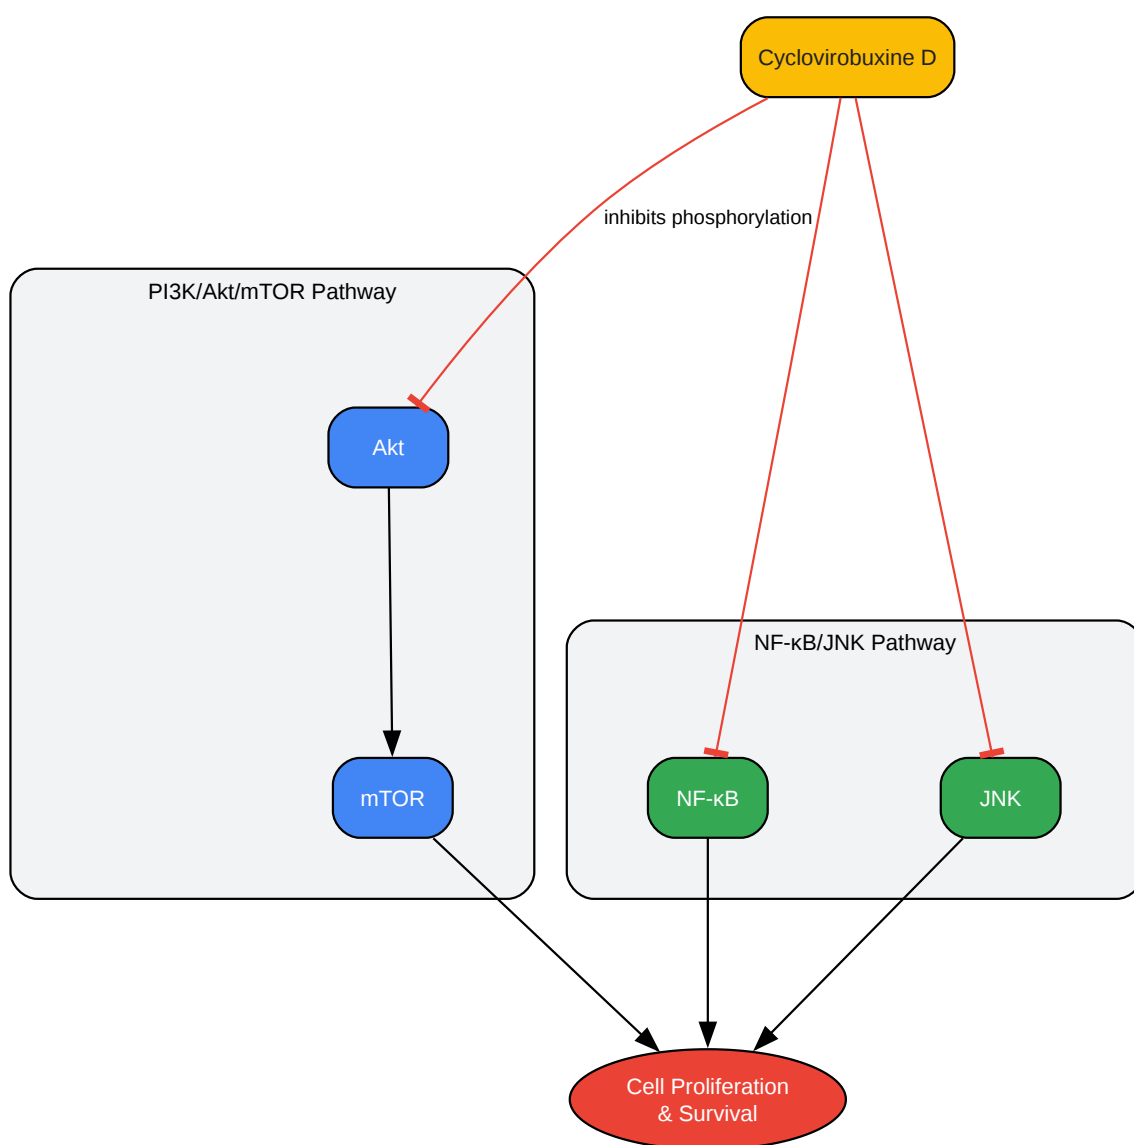 Cyclovirobuxine D
inhibits phosphorylation
PI3K/Akt/mTOR Pathway
Akt
NF-κB/JNK Pathway
mTOR
NF-κB
JNK
Cell Proliferation
& Survival